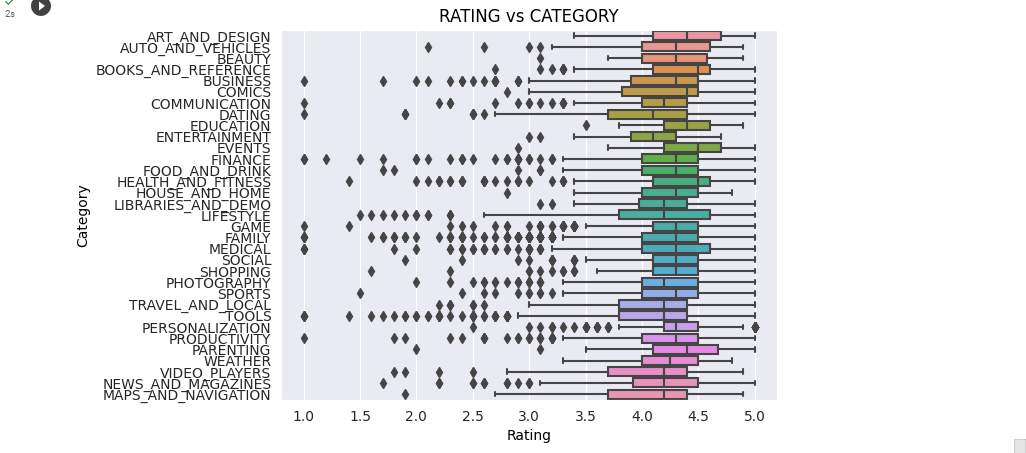 2s
RATING vs CATEGORY
ART_AND_DESIGN
AUTO_AND_VEHICLES
BEAUTY
BOOKS_AND_REFERENCE
BUSINESS
COMICS
COMMUNICATION
DATING
EDUCATION
ENTERTAINMENT
EVENTS
FINANCE
FOOD_AND_DRINK
HEALTH_AND_FITNESS
HOUSE_AND_HOME
LIBRARIES_AND_DEMO
LIFESTYLE
GAME
FAMILY
MEDICAL
SOCIAL
SHOPPING
PHOTOGRAPHY
SPORTS
TRAVEL_AND_LOCAL
TOOLS
PERSONALIZATION
PRODUCTIVITY
PARENTING
WEATHER
VIDEO_PLAYERS
NEWS_AND_MAGAZINES
MAPS_AND_NAVIGATION
Category
1.0 1.5 2.0 2.5 3.0 3.5 4.0 4.5 5.0
Rating